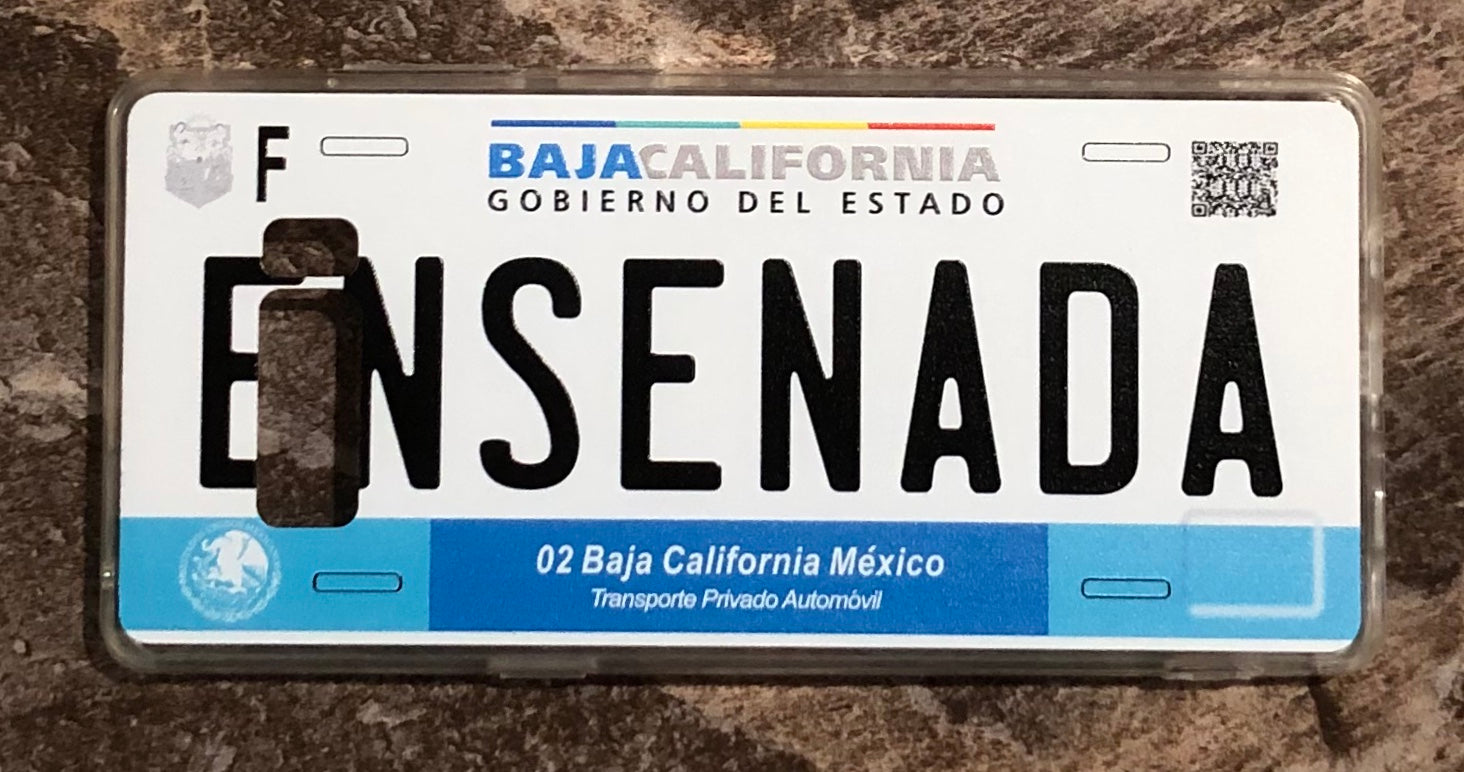 F
BAJACALIFORNIA
GOBIERNO DEL ESTADO
ENSENADA
02 Baja California México
Transporte Privado Automóvil